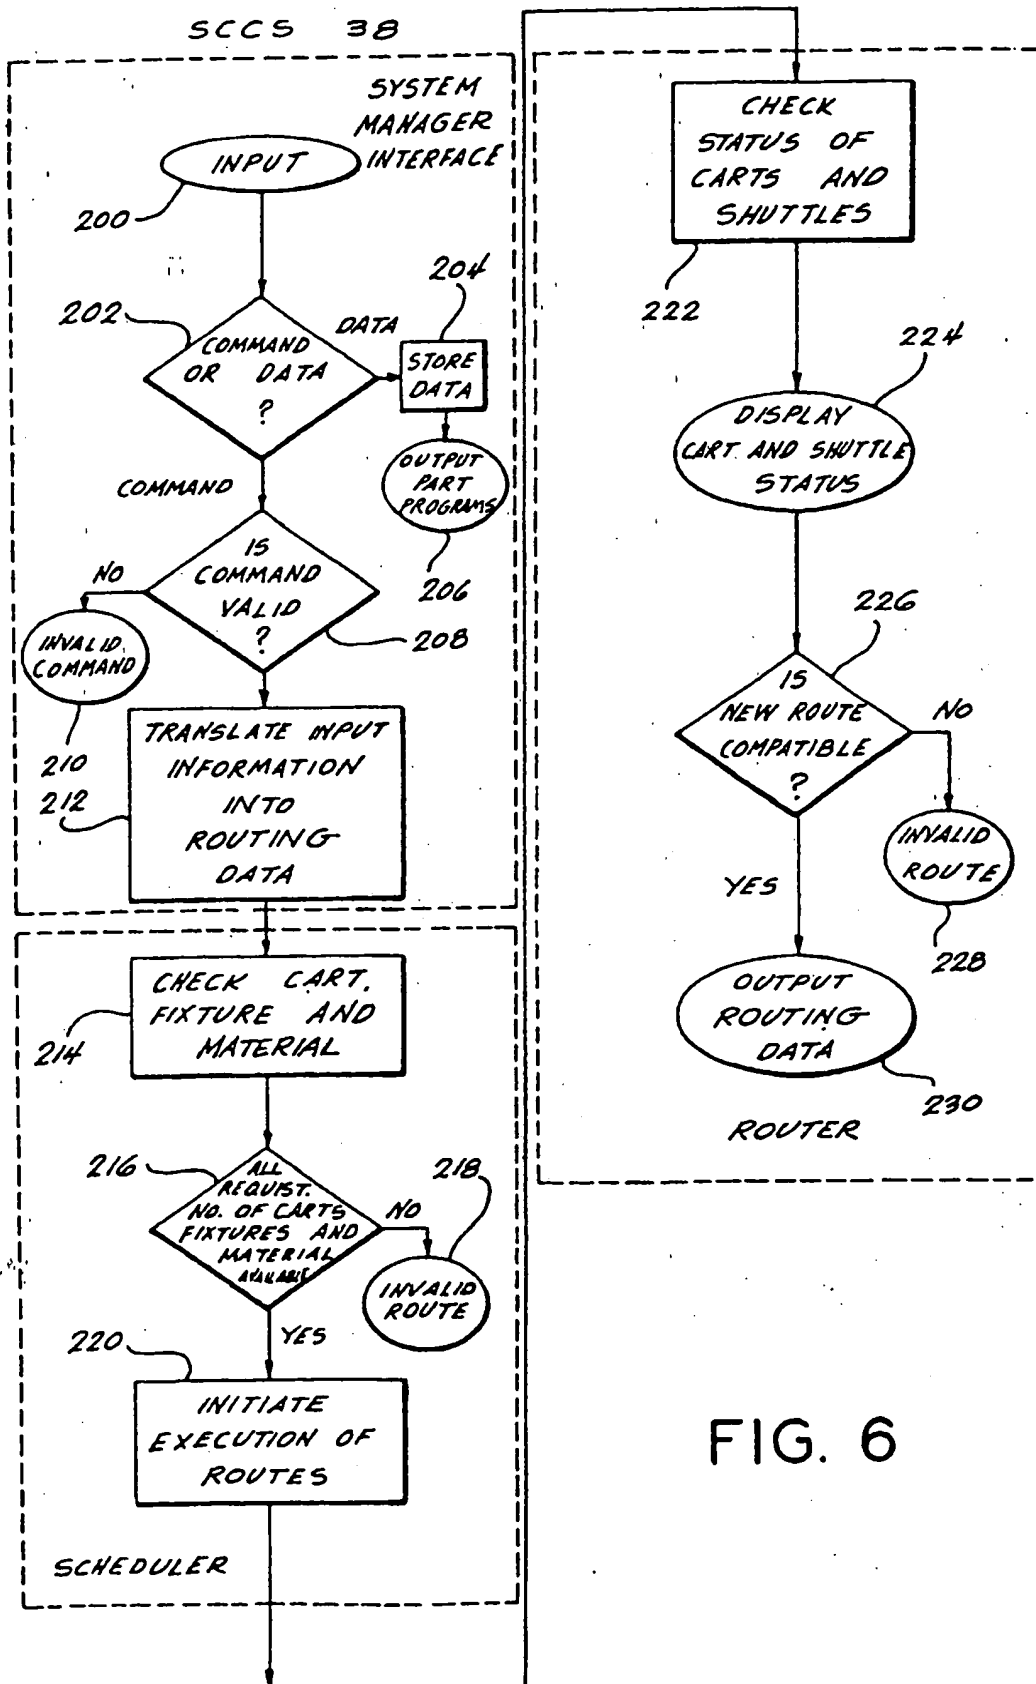 SCCS 38
SYSTEM
MANAGER
INTERFACE
INPUT
200
202
COMMAND
OR DATA
?
DATA
204
STORE
DATA
OUTPUT
PART
PROGRAMS
206
COMMAND
IS
COMMAND
VALID
?
208
NO
INVALID
COMMAND
210
212
TRANSLATE INPUT
INFORMATION
INTO
ROUTING
DATA
214
CHECK CART,
FIXTURE AND
MATERIAL
216
ALL
REQUIST.
NO. OF CARTS
FIXTURES AND
MATERIAL
AVAILABLE
NO
218
INVALID
ROUTE
YES
220
INITIATE
EXECUTION OF
ROUTES
SCHEDULER
CHECK
STATUS OF
CARTS AND
SHUTTLES
222
224
DISPLAY
CART AND SHUTTLE
STATUS
226
IS
NEW ROUTE
COMPATIBLE
?
NO
INVALID
ROUTE
228
YES
OUTPUT
ROUTING
DATA
230
ROUTER
FIG. 6